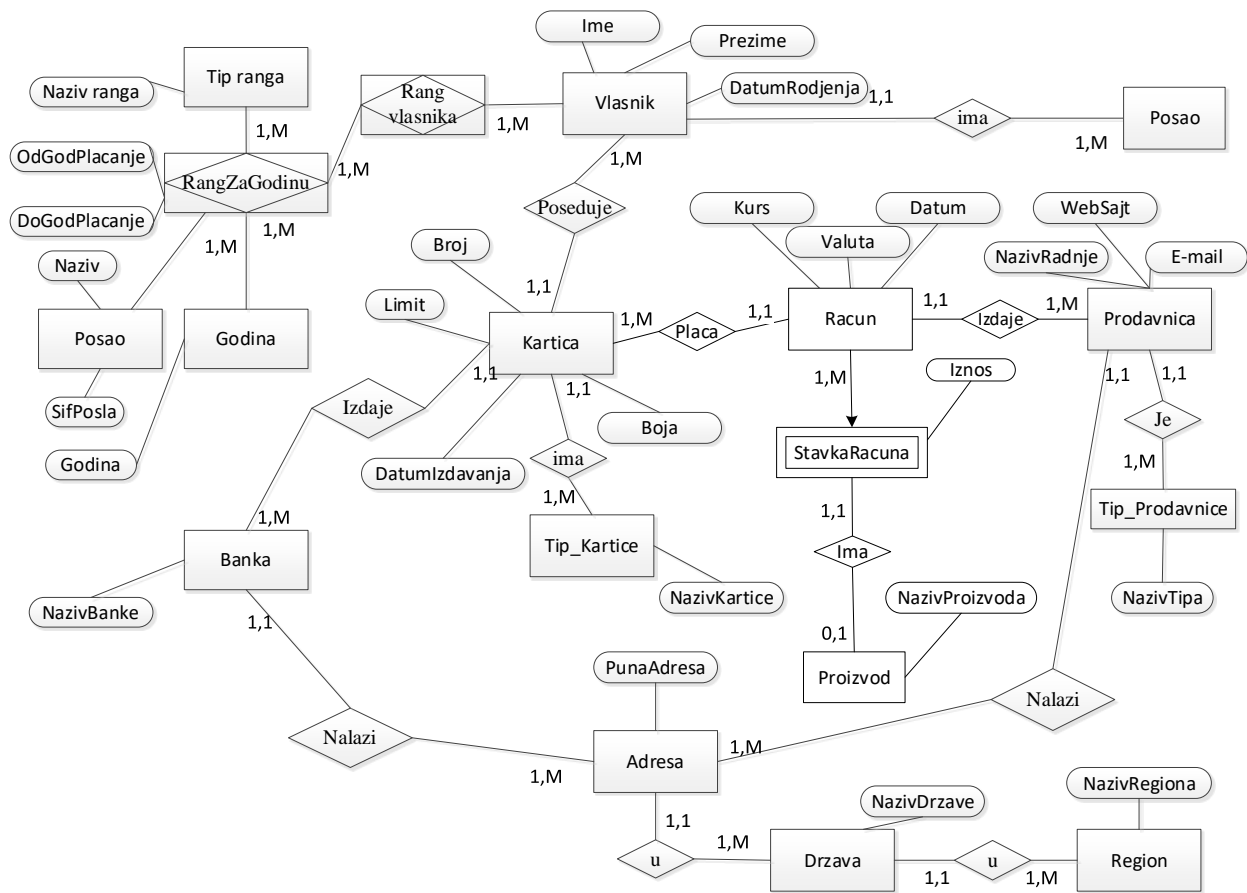 Ime
Prezime
Tip ranga
Naziv ranga
Rang
vlasnika
Vlasnik
DatumRodjenja
1,1
ima
Posao
1,M
1,M
1,M
1,M
1,M
OdGodPlacanje
RangZaGodinu
DoGodPlacanje
1,M
1,M
Poseduje
Kurs
Datum
WebSajt
Naziv
Broj
Valuta
NazivRadnje
E-mail
1,1
Limit
Posao
Godina
Kartica
1,M
Placa
1,1
Racun
1,1
Izdaje
1,M
Prodavnica
1,1
1,1
1,M
Iznos
1,1
1,1
SifPosla
Izdaje
Boja
Je
Godina
DatumIzdavanja
ima
StavkaRacuna
1,M
1,M
1,M
1,1
Tip_Prodavnice
Banka
Tip_Kartice
Ima
NazivBanke
NazivKartice
NazivProizvoda
NazivTipa
1,1
0,1
PunaAdresa
Proizvod
Nalazi
Nalazi
1,M
Adresa
1,M
NazivRegiona
NazivDrzave
1,1
1,M
u
Drzava
1,1
u
1,M
Region